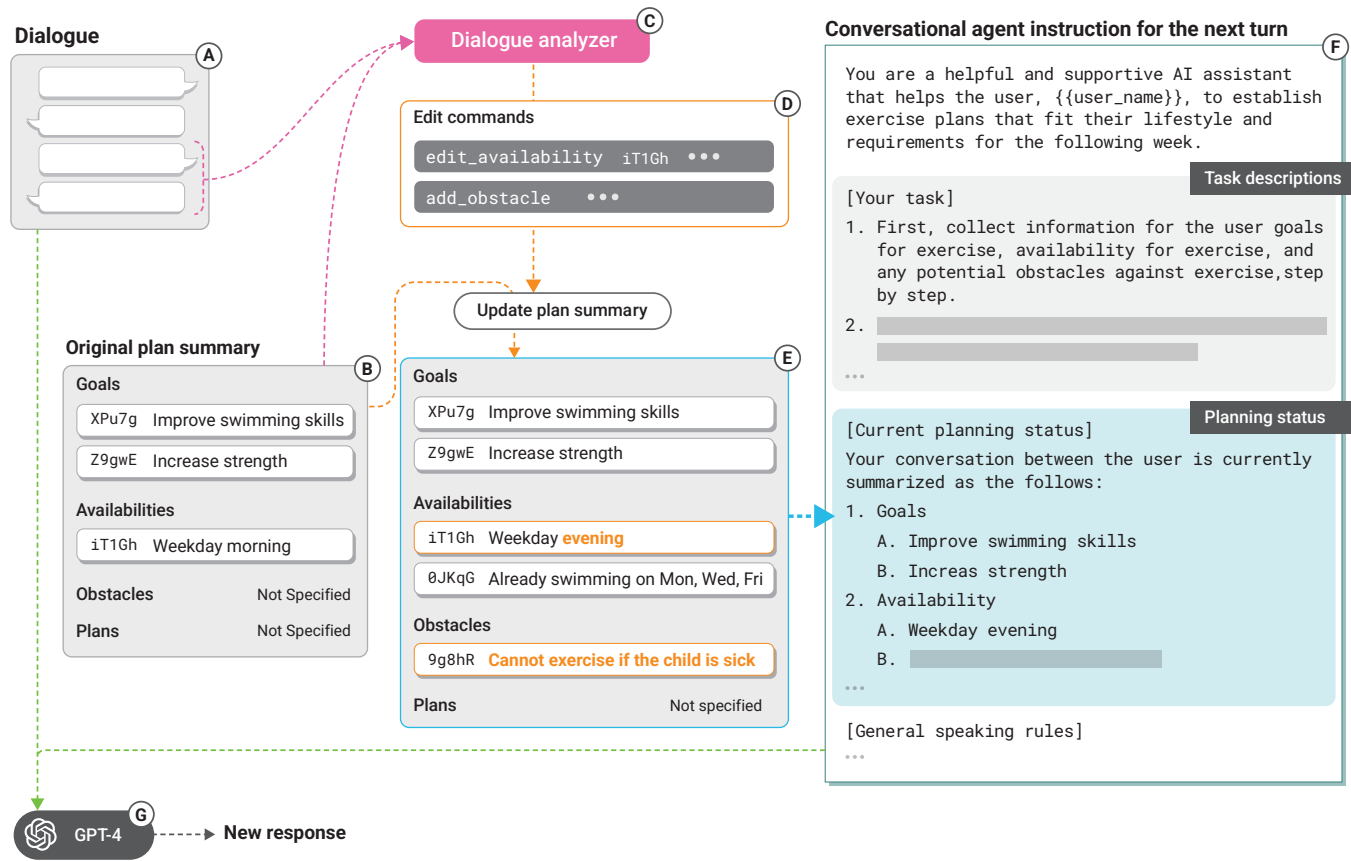 Dialogue
A
Dialogue analyzer
C
Edit commands
D
edit_availability iT1Gh •••
add_obstacle •••
Update plan summary
Original plan summary
B
Goals
XPu7g Improve swimming skills
Z9gwE Increase strength
Availabilities
iT1Gh Weekday morning
Obstacles Not Specified
Plans Not Specified
E
Goals
XPu7g Improve swimming skills
Z9gwE Increase strength
Availabilities
iT1Gh Weekday evening
0JKqG Already swimming on Mon, Wed, Fri
Obstacles
9g8hR Cannot exercise if the child is sick
Plans Not specified
Conversational agent instruction for the next turn
F
You are a helpful and supportive AI assistant
that helps the user, {{user_name}}, to establish
exercise plans that fit their lifestyle and
requirements for the following week.
Task descriptions
[Your task]
1. First, collect information for the user goals
for exercise, availability for exercise, and
any potential obstacles against exercise,step
by step.
2.
•••
Planning status
[Current planning status]
Your conversation between the user is currently
summarized as the follows:
1. Goals
A. Improve swimming skills
B. Increas strength
2. Availability
A. Weekday evening
B.
•••
[General speaking rules]
•••
G
GPT-4
New response